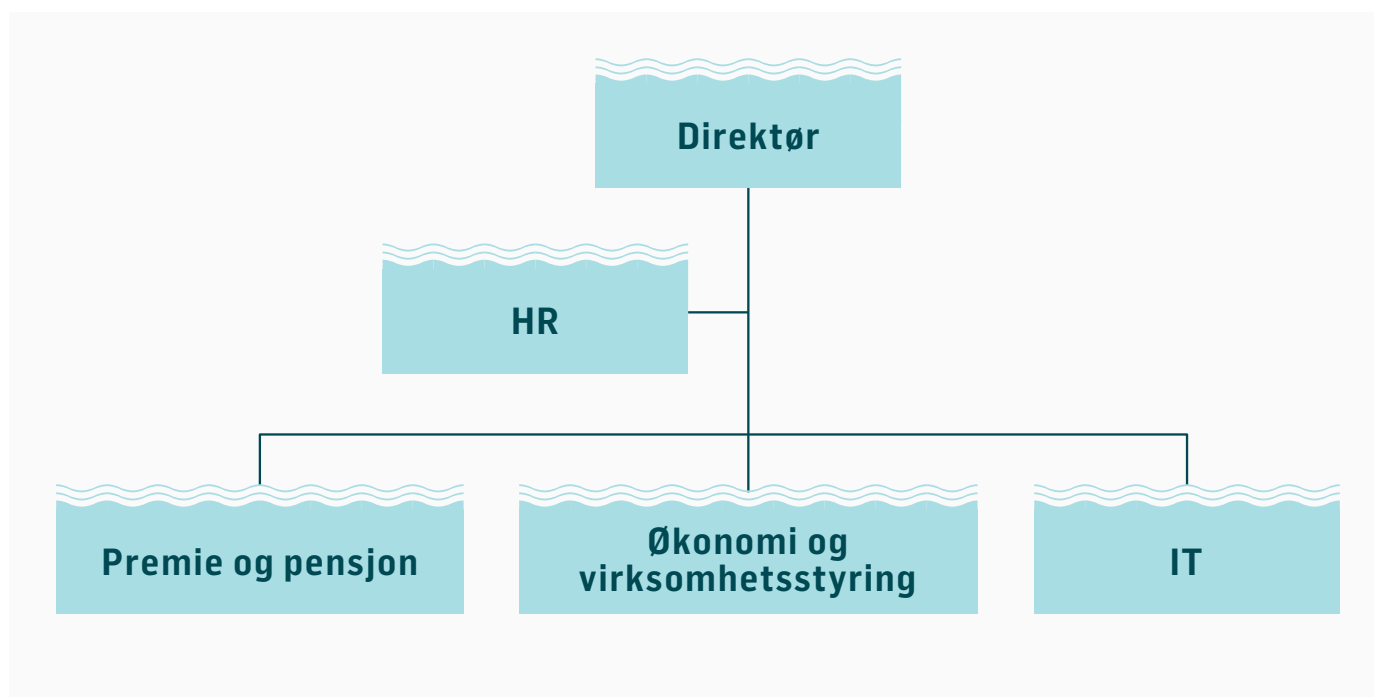 Direktør
HR
Premie og pensjon
Økonomi og
virksomhetsstyring
IT